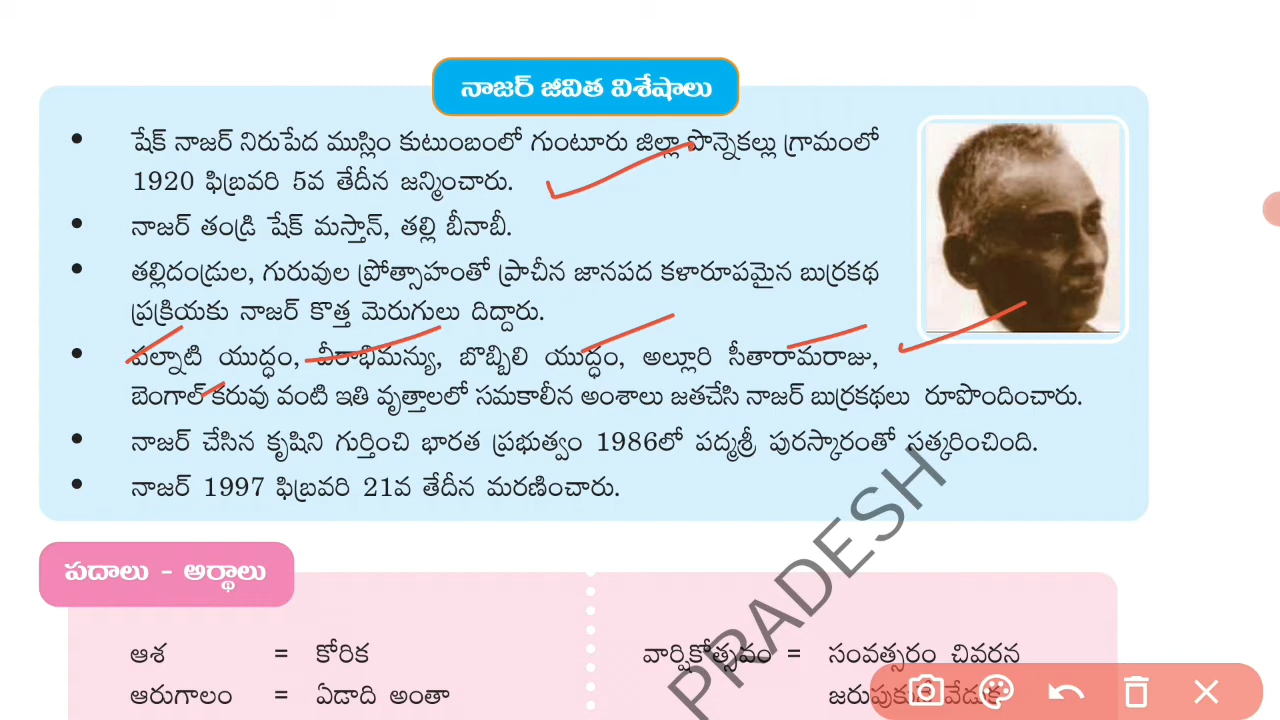 నాజర్ జీవిత విశేషాలు
• షేక్ నాజర్ నిరుపేద ముస్లిం కుటుంబంలో గుంటూరు జిల్లా పొన్నెకల్లు గ్రామంలో
1920 ఫిబ్రవరి 5వ తేదీన జన్మించారు.
• నాజర్ తండ్రి షేక్ మస్తాన్, తల్లి బీనాబీ.
• తల్లిదండ్రుల, గురువుల ప్రోత్సాహంతో ప్రాచీన జానపద కళారూపమైన బుర్రకథ
ప్రక్రియకు నాజర్ కొత్త మెరుగులు దిద్దారు.
• పల్నాటి యుద్ధం, వీరాభిమన్యు, బొబ్బిలి యుద్ధం, అల్లూరి సీతారామరాజు,
బెంగాల్ కరువు వంటి ఇతి వృత్తాలలో సమకాలీన అంశాలు జతచేసి నాజర్ బుర్రకథలు రూపొందించారు.
• నాజర్ చేసిన కృషిని గుర్తించి భారత ప్రభుత్వం 1986లో పద్మశ్రీ పురస్కారంతో సత్కరించింది.
• నాజర్ 1997 ఫిబ్రవరి 21వ తేదీన మరణించారు.
పదాలు - అర్థాలు
ఆశ = కోరిక
వార్షికోత్సవం = సంవత్సరం చివరన
ఆరుగాలం = ఏడాది అంతా
జరుపుకునే వేడుక
PRADESH